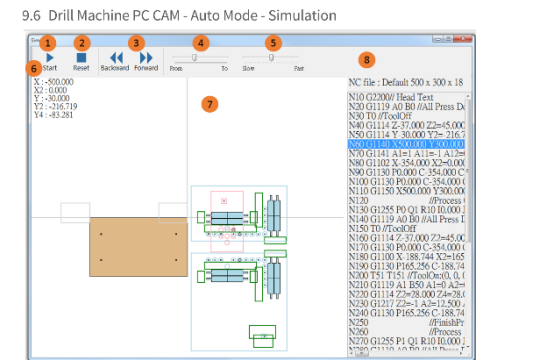 9.6 Drill Machine PC CAM - Auto Mode - Simulation
1 2 3 4 5
Start Reset Backward Forward From To Slow Fast
6 7 8
X : -500.000
X2 : 0.000
Y : -30.000
Y2 : -216.719
Y4 : -83.281
NC file : Default 500 x 300 x 18
N10 G2200// Head Text
N20 G1119 A0 B0 //All Press D
N30 T0 //ToolOff
N40 G1114 Z-37.000 Z2=45.000
N50 G1114 Y-30.000 Y2=-216.7
N60 G1140 X500.000 Y300.000
N70 G1141 A1=1 A11=-1 A12=
N80 G1102 X-354.000 X2=0.000
N90 G1130 P0.000 C-354.000 C
N100 G1130 P0.000 C-354.000
N110 G1150 X500.000 Y300.00
N120 //Process
N130 G1255 P0 Q1 R10 I0.000
N140 G1119 A0 B0 //All Press
N150 T0 //ToolOff
N160 G1114 Z-37.000 Z2=45.00
N170 G1130 P0.000 C-354.000
N180 G1100 X-188.744 X2=165
N190 G1130 P165.256 C-188.74
N200 T51 T151 //ToolOn:(0, 0,
N210 G1119 A1 B50 A1=0 A2=
N220 G1114 Z2=28.000 Z4=28.
N230 G1217 Z2=-1 A2=12.500
N240 G1130 P165.256 C-188.74
N250 //FinishPr
N260 //Process
N270 G1255 P1 Q1 R10 I0.000